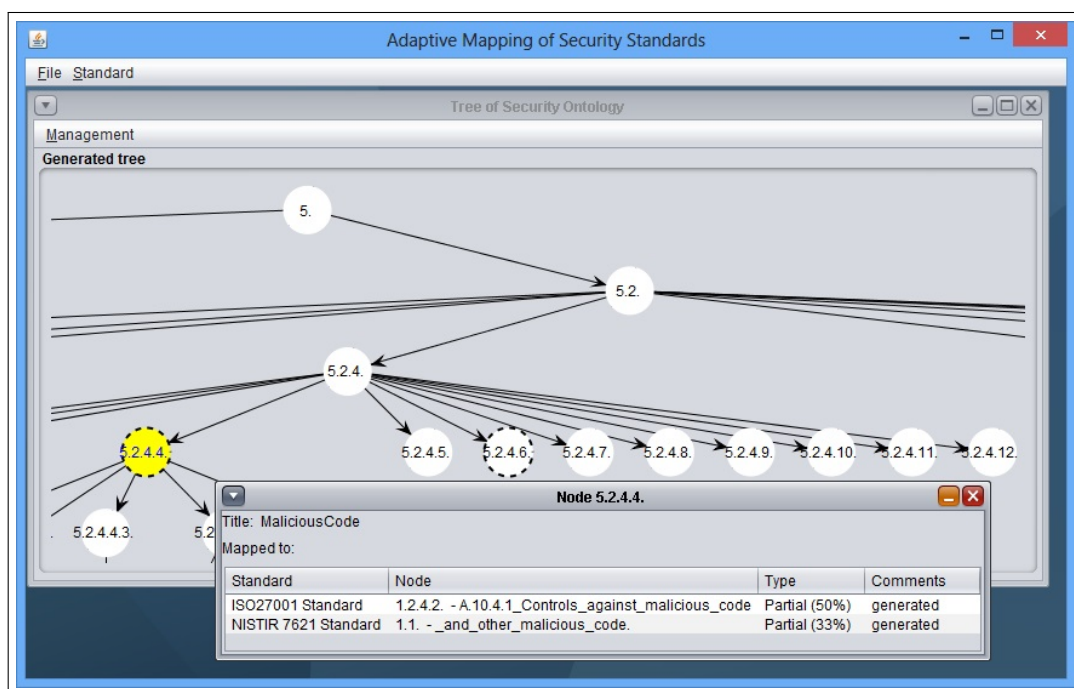 Adaptive Mapping of Security Standards
File Standard
Tree of Security Ontology
Management
Generated tree
5.
5.2.
5.2.4.
5.2.4.4. 5.2.4.5. 5.2.4.6. 5.2.4.7. 5.2.4.8. 5.2.4.9. 5.2.4.10. 5.2.4.11. 5.2.4.12.
. 5.2.4.4.3. 5.2
Node 5.2.4.4.
Title: MaliciousCode
Mapped to:
Standard Node Type Comments
ISO27001 Standard 1.2.4.2. - A.10.4.1_Controls_against_malicious_code Partial (50%) generated
NISTIR 7621 Standard 1.1. - _and_other_malicious_code. Partial (33%) generated